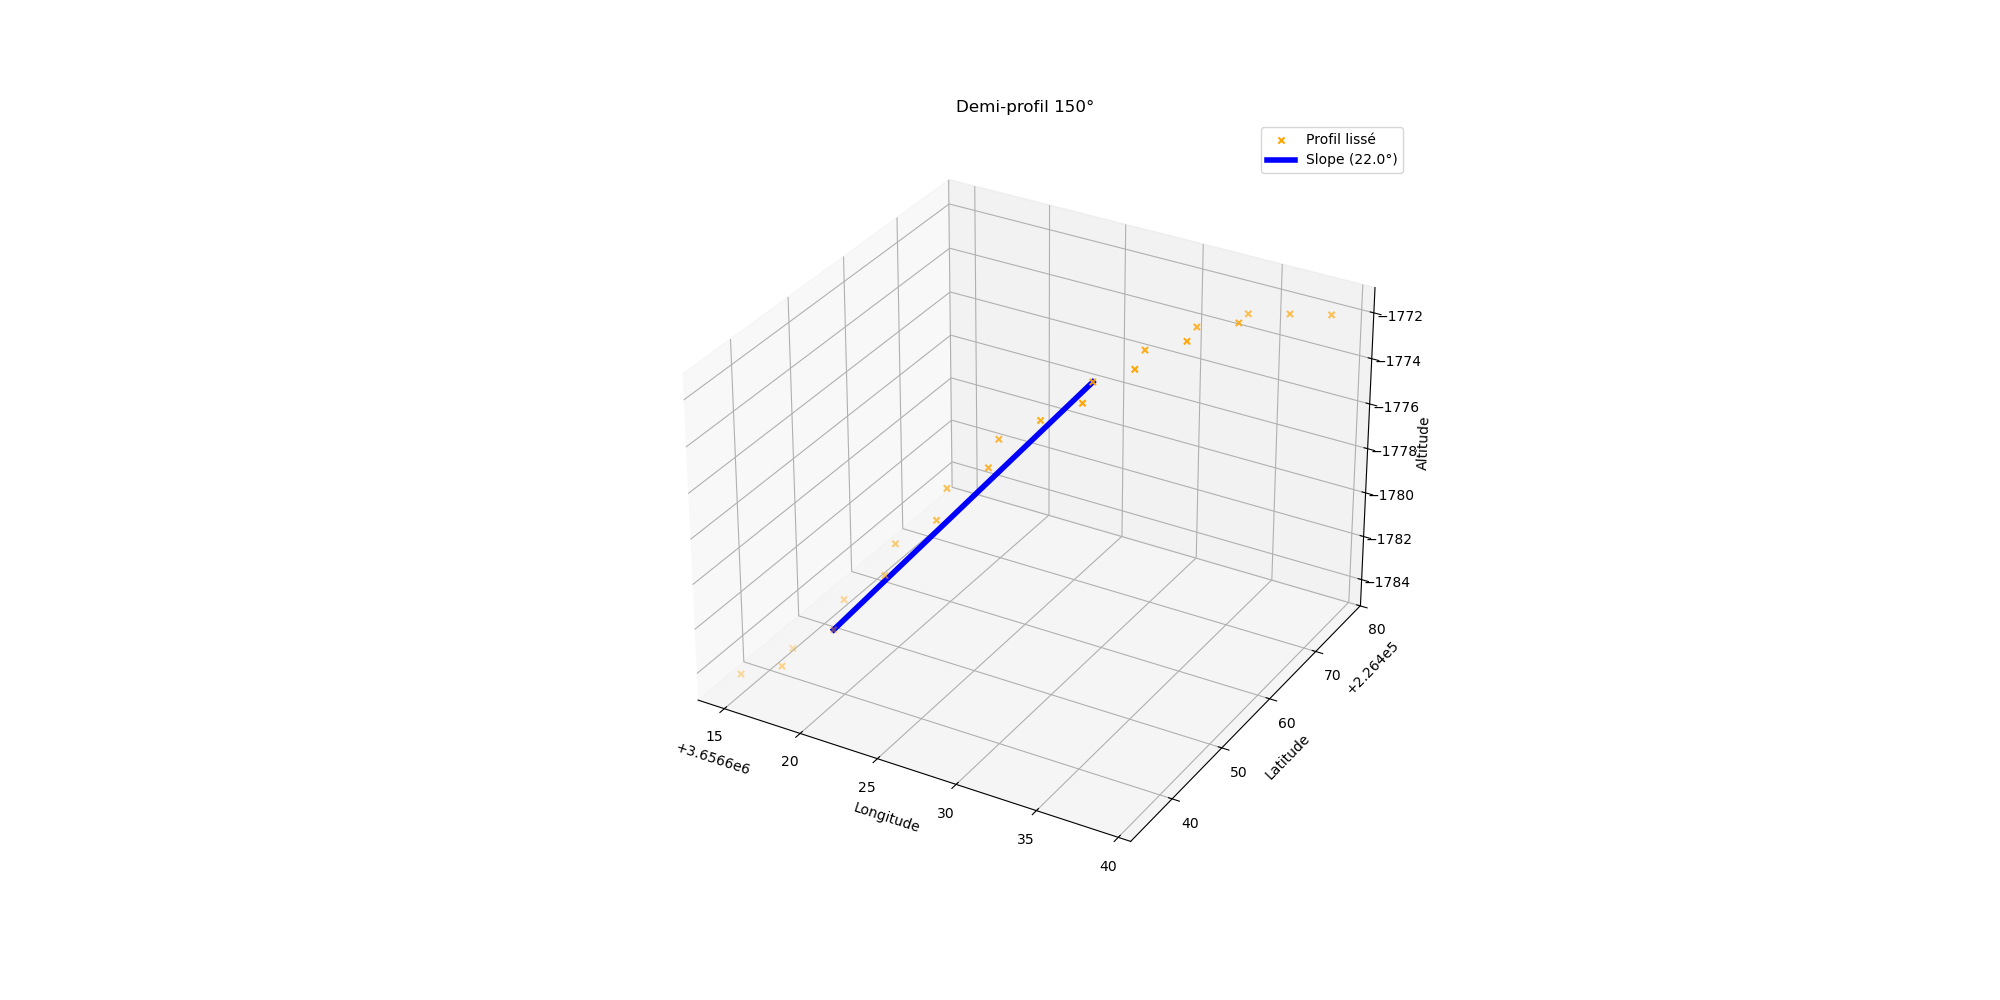 Demi-profil 150°
Profil lissé
Slope (22.0°)
−1772
−1774
−1776
−1778
−1780
−1782
−1784
Altitude
80
70
60
50
40
+2.264e5
Latitude
15
20
25
30
35
40
+3.6566e6
Longitude